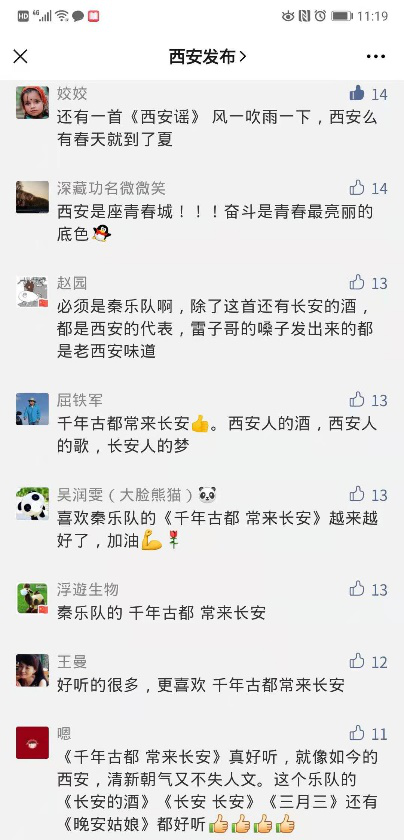 HD 46 11:19
西安发布
姣姣 14
还有一首《西安谣》 风一吹雨一下，西安么
有春天就到了夏
深藏功名微微笑 14
西安是座青春城！！！奋斗是青春最亮丽的
底色
赵园 13
必须是秦乐队啊，除了这首还有长安的酒，
都是西安的代表，雷子哥的嗓子发出来的都
是老西安味道
屈铁军 13
千年古都常来长安👍。西安人的酒，西安人
的歌，长安人的梦
吴润雯（大脸熊猫）🐼 13
喜欢秦乐队的《千年古都 常来长安》越来越
好了，加油💪🌹
浮遊生物 13
秦乐队的 千年古都 常来长安
王曼 12
好听的很多，更喜欢 千年古都常来长安
嗯 11
《千年古都 常来长安》真好听，就像如今的
西安，清新朝气又不失人文。这个乐队的
《长安的酒》《长安 长安》《三月三》还有
《晚安姑娘》都好听👍👍👍👍